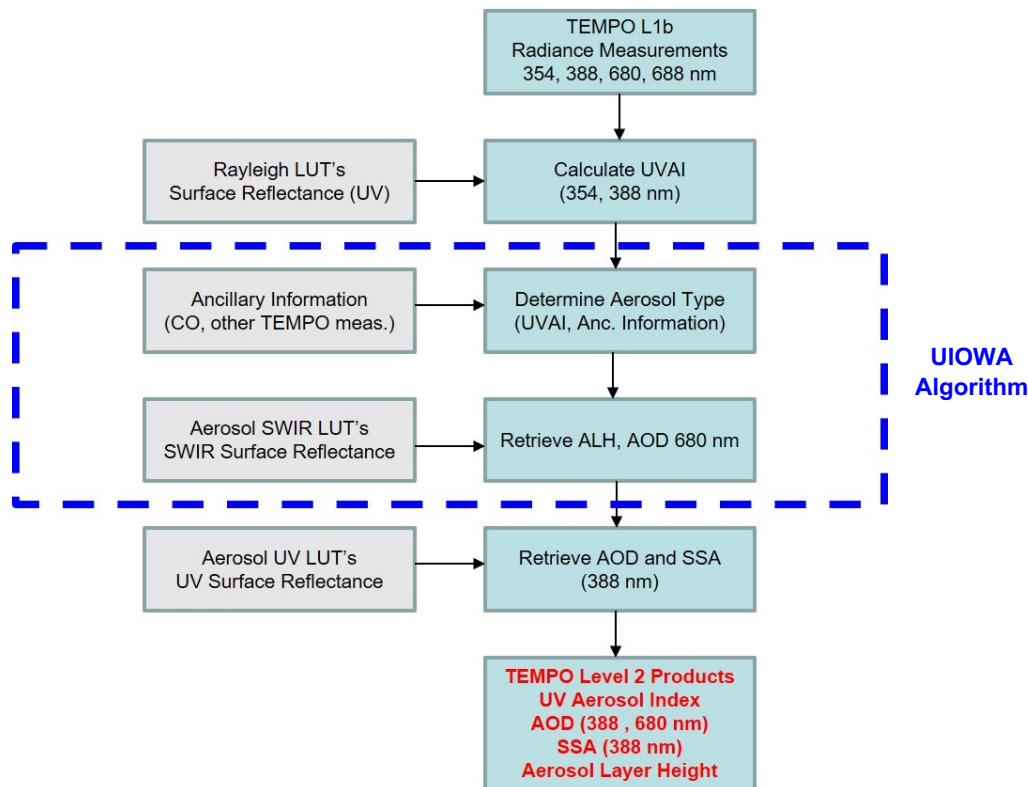 TEMPO L1b
Radiance Measurements
354, 388, 680, 688 nm
Rayleigh LUT’s
Surface Reflectance (UV)
Calculate UVAI
(354, 388 nm)
Ancillary Information
(CO, other TEMPO meas.)
Determine Aerosol Type
(UVAI, Anc. Information)
UIOWA
Algorithm
Aerosol SWIR LUT’s
SWIR Surface Reflectance
Retrieve ALH, AOD 680 nm
Aerosol UV LUT’s
UV Surface Reflectance
Retrieve AOD and SSA
(388 nm)
TEMPO Level 2 Products
UV Aerosol Index
AOD (388 , 680 nm)
SSA (388 nm)
Aerosol Layer Height